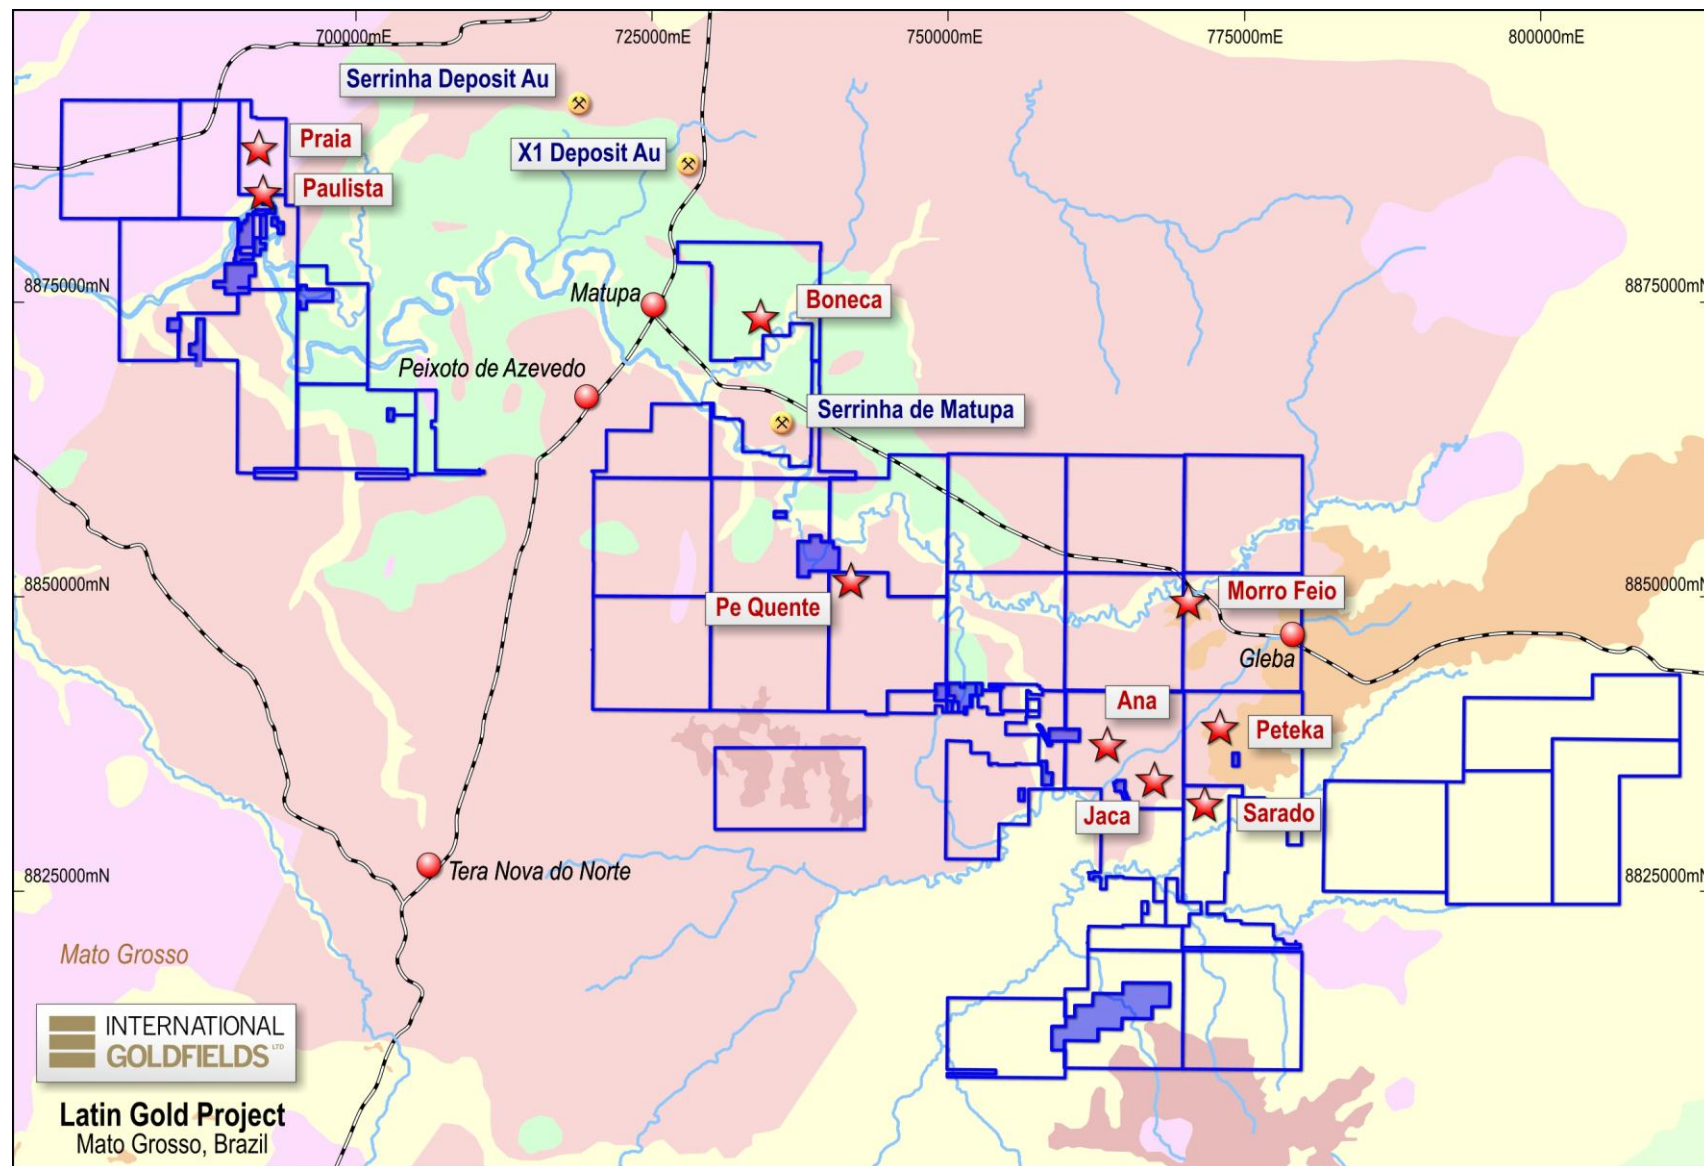 700000mE
725000mE
750000mE
775000mE
800000mE
Serrinha Deposit Au
Praia
X1 Deposit Au
Paulista
8875000mN
8875000mN
Matupa
Boneca
Peixoto de Azevedo
Serrinha de Matupa
8850000mN
8850000mN
Pe Quente
Morro Feio
Gleba
Ana
Peteka
Jaca
Sarado
Tera Nova do Norte
8825000mN
8825000mN
Mato Grosso
INTERNATIONAL
GOLDFIELDS LTD
Latin Gold Project
Mato Grosso, Brazil